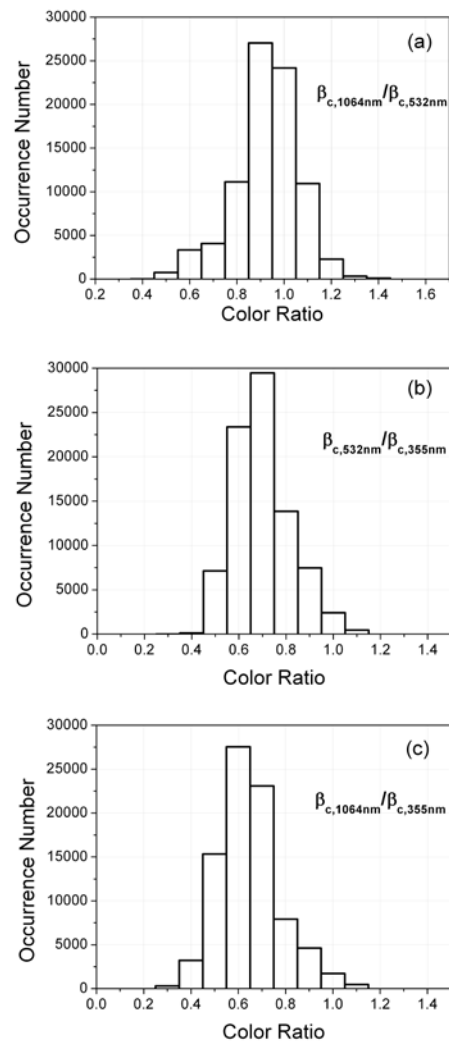 30000
25000
20000
15000
10000
5000
0
Occurrence Number
(a)
βc,1064nm/βc,532nm
0.2 0.4 0.6 0.8 1.0 1.2 1.4 1.6
Color Ratio
30000
25000
20000
15000
10000
5000
0
Occurrence Number
(b)
βc,532nm/βc,355nm
0.0 0.2 0.4 0.6 0.8 1.0 1.2 1.4
Color Ratio
30000
25000
20000
15000
10000
5000
0
Occurrence Number
(c)
βc,1064nm/βc,355nm
0.0 0.2 0.4 0.6 0.8 1.0 1.2 1.4
Color Ratio